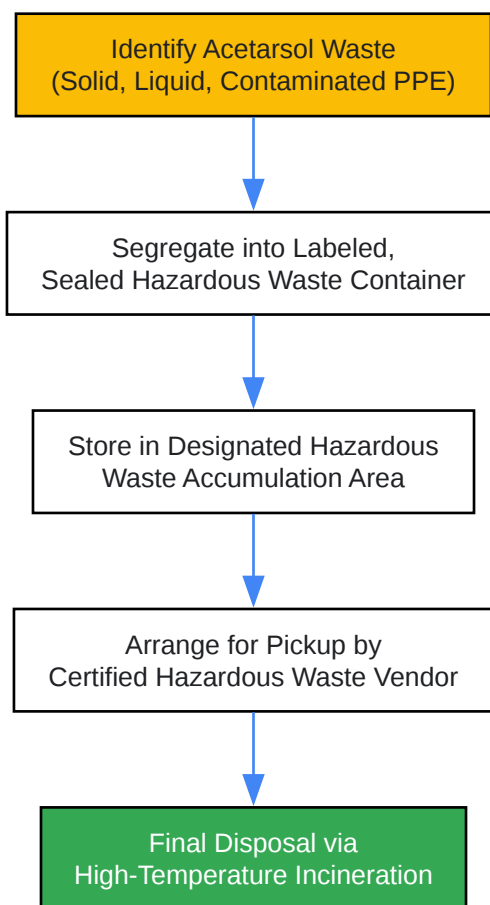 Identify Acetarsol Waste
(Solid, Liquid, Contaminated PPE)
Segregate into Labeled,
Sealed Hazardous Waste Container
Store in Designated Hazardous
Waste Accumulation Area
Arrange for Pickup by
Certified Hazardous Waste Vendor
Final Disposal via
High-Temperature Incineration